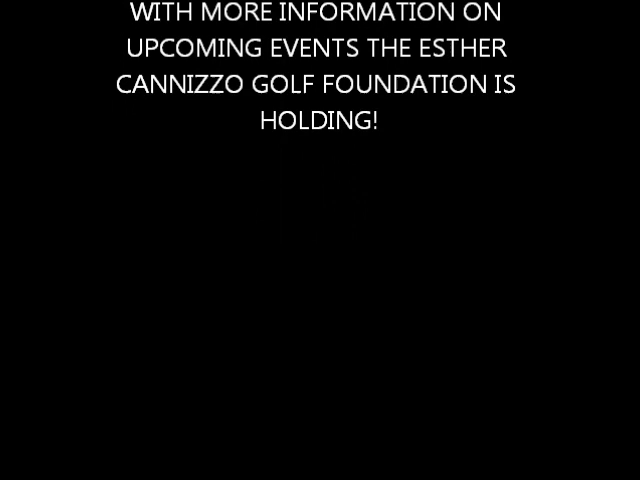 WITH MORE INFORMATION ON
UPCOMING EVENTS THE ESTHER
CANNIZZO GOLF FOUNDATION IS
HOLDING!